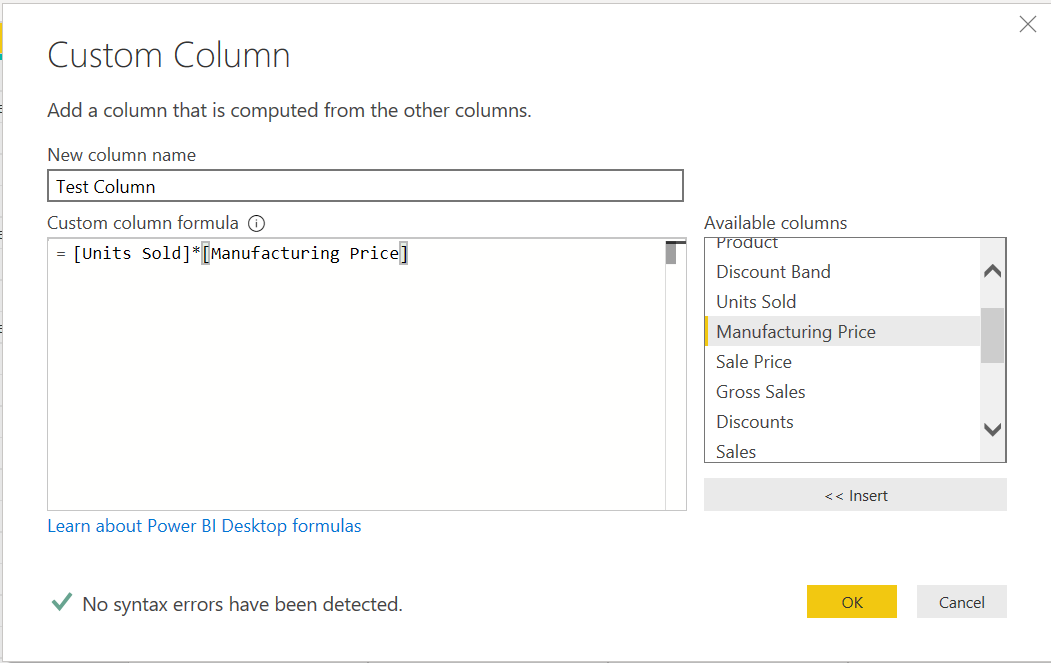 Custom Column
Add a column that is computed from the other columns.
New column name
Test Column
Custom column formula
= [Units Sold]*[Manufacturing Price]
Available columns
Product
Discount Band
Units Sold
Manufacturing Price
Sale Price
Gross Sales
Discounts
Sales
<< Insert
Learn about Power BI Desktop formulas
No syntax errors have been detected.
OK
Cancel